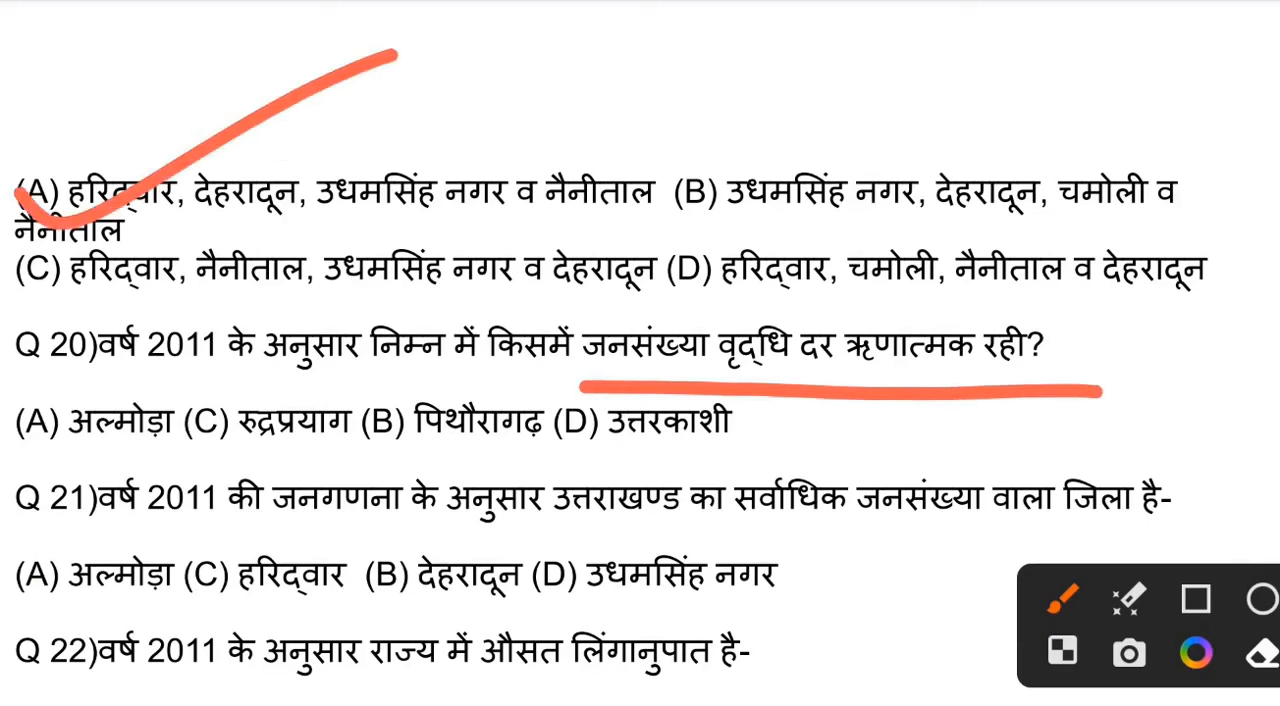 (A) हरिद्वार, देहरादून, उधमसिंह नगर व नैनीताल (B) उधमसिंह नगर, देहरादून, चमोली व
नैनीताल
(C) हरिद्वार, नैनीताल, उधमसिंह नगर व देहरादून (D) हरिद्वार, चमोली, नैनीताल व देहरादून
Q 20)वर्ष 2011 के अनुसार निम्न में किसमें जनसंख्या वृद्धि दर ऋणात्मक रही?
(A) अल्मोड़ा (C) रुद्रप्रयाग (B) पिथौरागढ़ (D) उत्तरकाशी
Q 21)वर्ष 2011 की जनगणना के अनुसार उत्तराखण्ड का सर्वाधिक जनसंख्या वाला जिला है-
(A) अल्मोड़ा (C) हरिद्वार (B) देहरादून (D) उधमसिंह नगर
Q 22)वर्ष 2011 के अनुसार राज्य में औसत लिंगानुपात है-